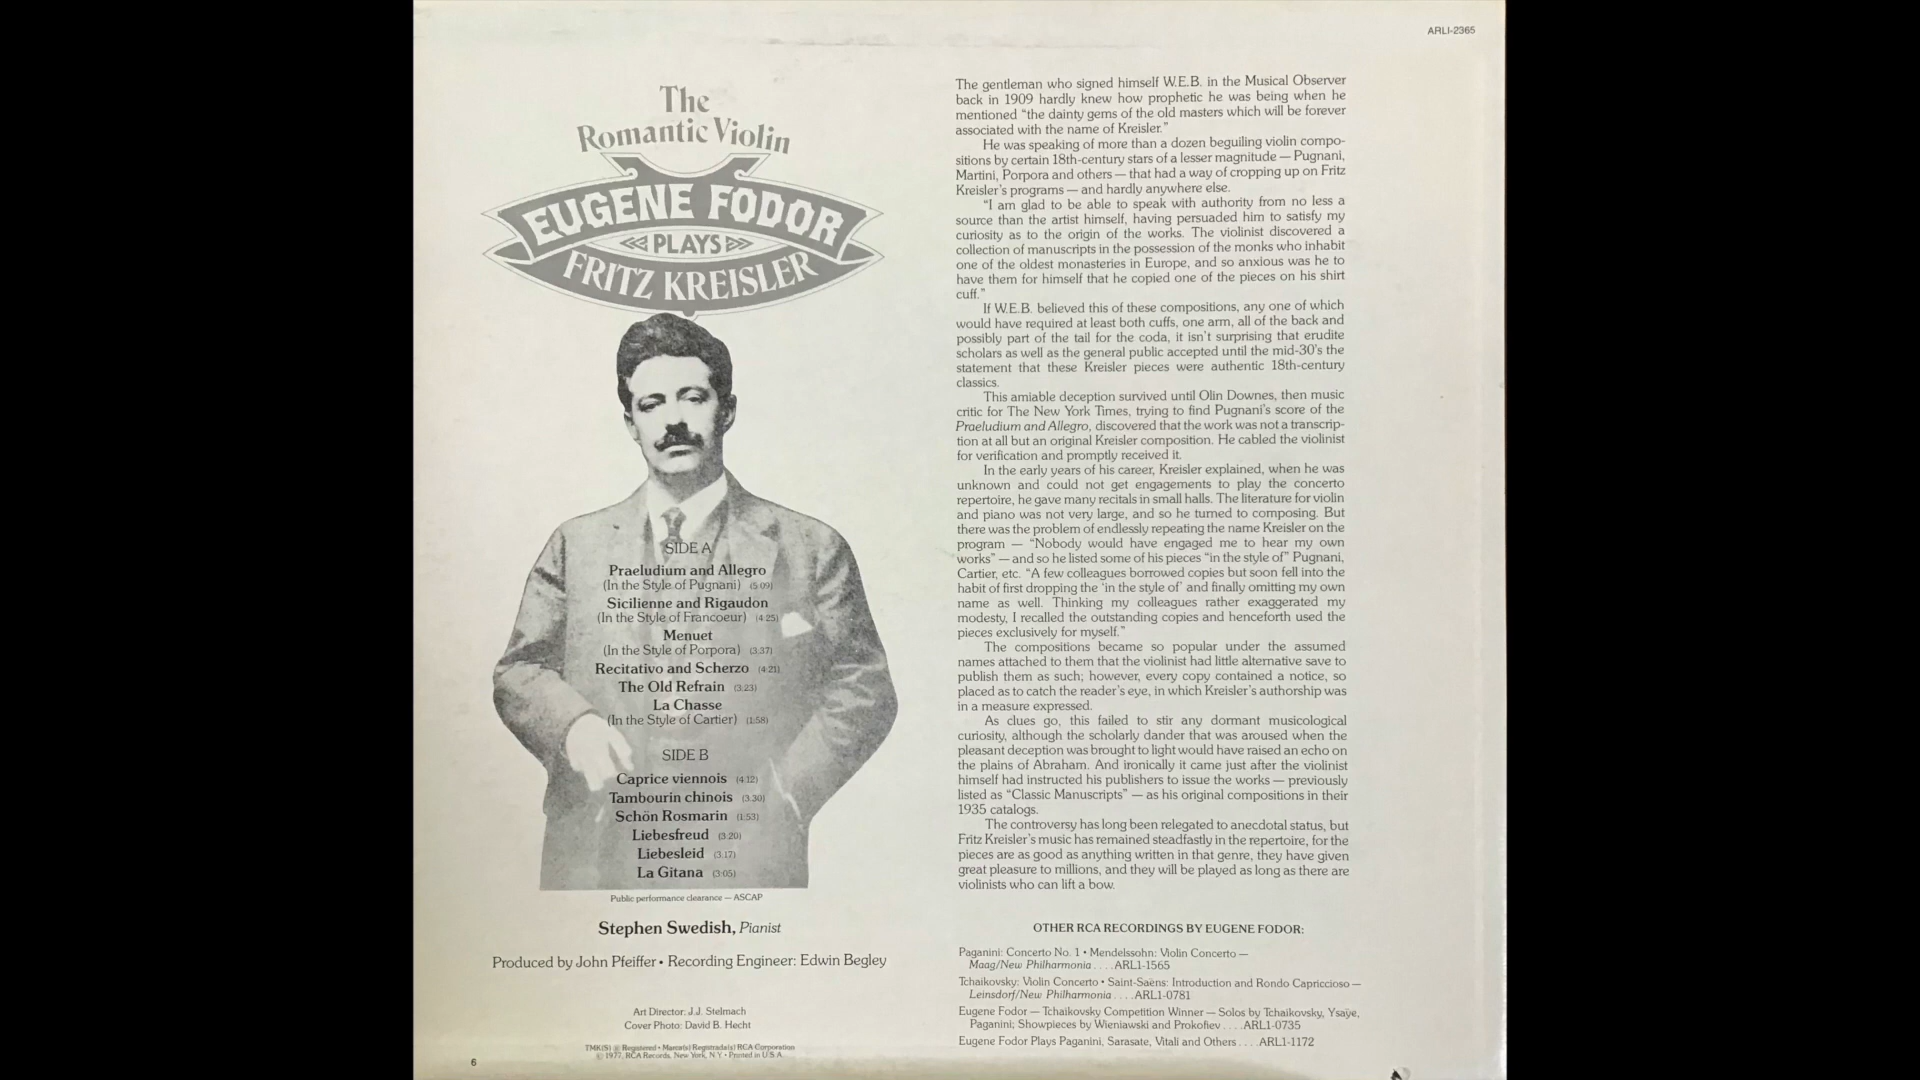 ARL1-2365
The
Romantic Violin
EUGENE FODOR
PLAYS
FRITZ KREISLER
SIDE A
Praeludium and Allegro
(In the Style of Pugnani) (5:09)
Sicilienne and Rigaudon
(In the Style of Francoeur) (4:25)
Menuet
(In the Style of Porpora) (3:37)
Recitativo and Scherzo (4:21)
The Old Refrain (3:23)
La Chasse
(In the Style of Cartier) (1:58)
SIDE B
Caprice viennois (4:12)
Tambourin chinois (3:30)
Schön Rosmarin (1:53)
Liebesfreud (3:20)
Liebesleid (3:17)
La Gitana (3:05)
Public performance clearance — ASCAP
Stephen Swedish, Pianist
Produced by John Pfeiffer • Recording Engineer: Edwin Begley
Art Director: J.J. Stelmach
Cover Photo: David B. Hecht
TMK(S) ® Registered • Marca(s) Registrada(s) RCA Corporation
© 1977, RCA Records, New York, N.Y. • Printed in U.S.A.
6
The gentleman who signed himself W.E.B. in the Musical Observer
back in 1909 hardly knew how prophetic he was being when he
mentioned “the dainty gems of the old masters which will be forever
associated with the name of Kreisler.”
He was speaking of more than a dozen beguiling violin compo-
sitions by certain 18th-century stars of a lesser magnitude — Pugnani,
Martini, Porpora and others — that had a way of cropping up on Fritz
Kreisler's programs — and hardly anywhere else.
“I am glad to be able to speak with authority from no less a
source than the artist himself, having persuaded him to satisfy my
curiosity as to the origin of the works. The violinist discovered a
collection of manuscripts in the possession of the monks who inhabit
one of the oldest monasteries in Europe, and so anxious was he to
have them for himself that he copied one of the pieces on his shirt
cuff.”
If W.E.B. believed this of these compositions, any one of which
would have required at least both cuffs, one arm, all of the back and
possibly part of the tail for the coda, it isn't surprising that erudite
scholars as well as the general public accepted until the mid-30's the
statement that these Kreisler pieces were authentic 18th-century
classics.
This amiable deception survived until Olin Downes, then music
critic for The New York Times, trying to find Pugnani's score of the
Praeludium and Allegro, discovered that the work was not a transcrip-
tion at all but an original Kreisler composition. He cabled the violinist
for verification and promptly received it.
In the early years of his career, Kreisler explained, when he was
unknown and could not get engagements to play the concerto
repertoire, he gave many recitals in small halls. The literature for violin
and piano was not very large, and so he turned to composing. But
there was the problem of endlessly repeating the name Kreisler on the
program — “Nobody would have engaged me to hear my own
works” — and so he listed some of his pieces “in the style of” Pugnani,
Cartier, etc. “A few colleagues borrowed copies but soon fell into the
habit of first dropping the ‘in the style of’ and finally omitting my own
name as well. Thinking my colleagues rather exaggerated my
modesty, I recalled the outstanding copies and henceforth used the
pieces exclusively for myself.”
The compositions became so popular under the assumed
names attached to them that the violinist had little alternative save to
publish them as such; however, every copy contained a notice, so
placed as to catch the reader's eye, in which Kreisler's authorship was
in a measure expressed.
As clues go, this failed to stir any dormant musicological
curiosity, although the scholarly dander that was aroused when the
pleasant deception was brought to light would have raised an echo on
the plains of Abraham. And ironically it came just after the violinist
himself had instructed his publishers to issue the works — previously
listed as “Classic Manuscripts” — as his original compositions in their
1935 catalogs.
The controversy has long been relegated to anecdotal status, but
Fritz Kreisler's music has remained steadfastly in the repertoire, for the
pieces are as good as anything written in that genre, they have given
great pleasure to millions, and they will be played as long as there are
violinists who can lift a bow.
OTHER RCA RECORDINGS BY EUGENE FODOR:
Paganini: Concerto No. 1 • Mendelssohn: Violin Concerto —
Maag/New Philharmonia . . . . ARL1-1565
Tchaikovsky: Violin Concerto • Saint-Saëns: Introduction and Rondo Capriccioso —
Leinsdorf/New Philharmonia . . . . ARL1-0781
Eugene Fodor — Tchaikovsky Competition Winner — Solos by Tchaikovsky, Ysaÿe,
Paganini; Showpieces by Wieniawski and Prokofiev . . . . ARL1-0735
Eugene Fodor Plays Paganini, Sarasate, Vitali and Others . . . . ARL1-1172